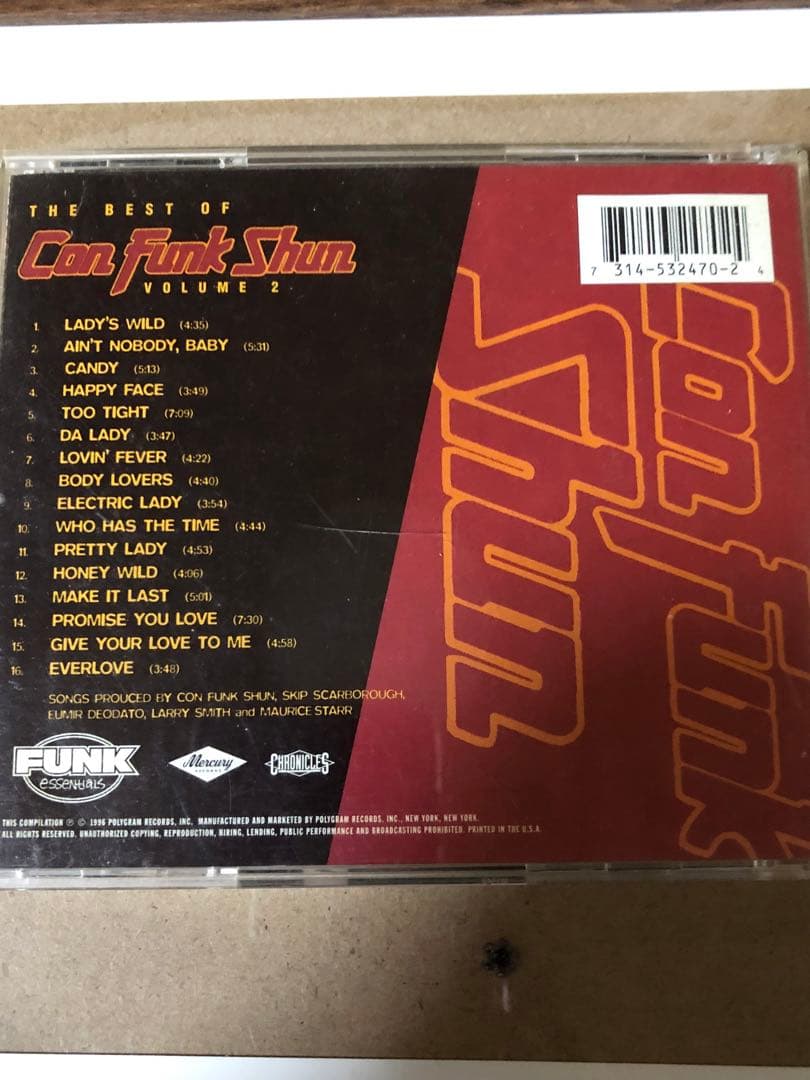 THE BEST OF
Con Funk Shun
VOLUME 2
7 314-532470-2 4
1. LADY'S WILD (4:35)
2. AIN'T NOBODY, BABY (5:31)
3. CANDY (5:13)
4. HAPPY FACE (3:49)
5. TOO TIGHT (7:09)
6. DA LADY (3:47)
7. LOVIN' FEVER (4:22)
8. BODY LOVERS (4:40)
9. ELECTRIC LADY (3:54)
10. WHO HAS THE TIME (4:44)
11. PRETTY LADY (4:53)
12. HONEY WILD (4:06)
13. MAKE IT LAST (5:01)
14. PROMISE YOU LOVE (7:30)
15. GIVE YOUR LOVE TO ME (4:58)
16. EVERLOVE (3:48)
SONGS PROUCED BY CON FUNK SHUN, SKIP SCARBOROUGH,
EUMIR DEODATO, LARRY SMITH and MAURICE STARR
FUNK
essentials
Mercury
RECORDS
CHRONICLES
THIS COMPILATION ℗ © 1996 POLYGRAM RECORDS, INC. MANUFACTURED AND MARKETED BY POLYGRAM RECORDS, INC., NEW YORK, NEW YORK.
ALL RIGHTS RESERVED. UNAUTHORIZED COPYING, REPRODUCTION, HIRING, LENDING, PUBLIC PERFORMANCE AND BROADCASTING PROHIBITED. PRINTED IN THE U.S.A.
Con Funk
Shun